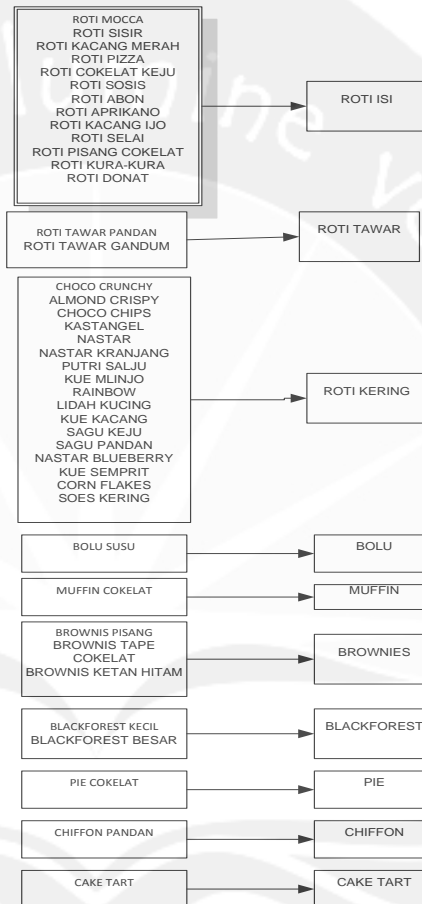 ROTI MOCCA
ROTI SISIR
ROTI KACANG MERAH
ROTI PIZZA
ROTI COKELAT KEJU
ROTI SOSIS
ROTI ABON
ROTI APRIKANO
ROTI KACANG IJO
ROTI SELAI
ROTI PISANG COKELAT
ROTI KURA-KURA
ROTI DONAT
ROTI ISI
ROTI TAWAR PANDAN
ROTI TAWAR GANDUM
ROTI TAWAR
CHOCO CRUNCHY
ALMOND CRISPY
CHOCO CHIPS
KASTANGEL
NASTAR
NASTAR KRANJANG
PUTRI SALJU
KUE MLINJO
RAINBOW
LIDAH KUCING
KUE KACANG
SAGU KEJU
SAGU PANDAN
NASTAR BLUEBERRY
KUE SEMPRIT
CORN FLAKES
SOES KERING
ROTI KERING
BOLU SUSU
BOLU
MUFFIN COKELAT
MUFFIN
BROWNIS PISANG
BROWNIS TAPE
COKELAT
BROWNIS KETAN HITAM
BROWNIES
BLACKFOREST KECIL
BLACKFOREST BESAR
BLACKFOREST
PIE COKELAT
PIE
CHIFFON PANDAN
CHIFFON
CAKE TART
CAKE TART